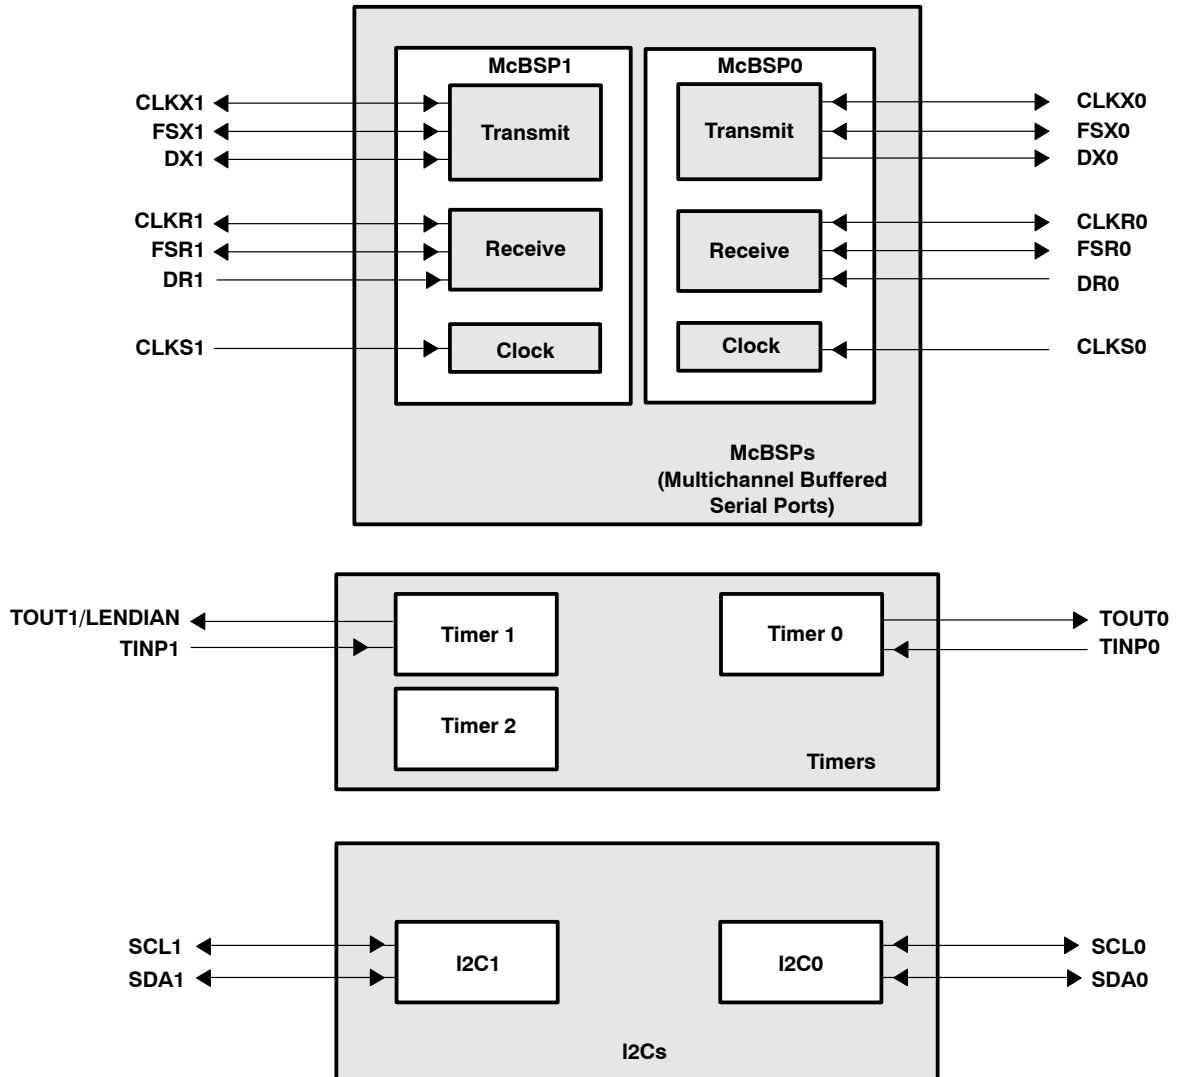 McBSP1
McBSP0
CLKX1
FSX1
DX1
Transmit
Transmit
CLKX0
FSX0
DX0
CLKR1
FSR1
DR1
Receive
Receive
CLKR0
FSR0
DR0
CLKS1
Clock
Clock
CLKS0
McBSPs
(Multichannel Buffered
Serial Ports)
TOUT1/LENDIAN
TINP1
Timer 1
Timer 0
TOUT0
TINP0
Timer 2
Timers
SCL1
SDA1
I2C1
I2C0
SCL0
SDA0
I2Cs